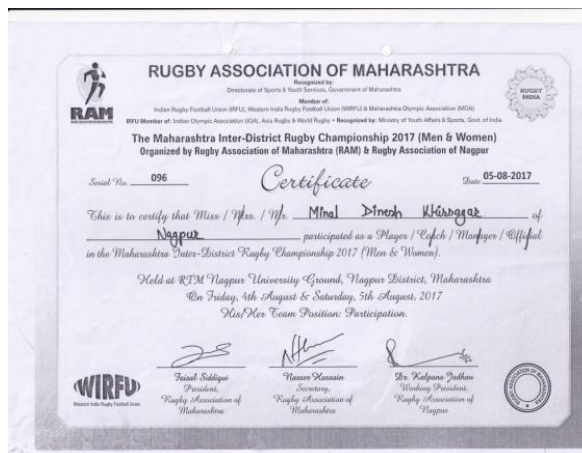 RUGBY ASSOCIATION OF MAHARASHTRA
Recognized by:
Directorate of Sports & Youth Services, Government of Maharashtra
Member of:
Indian Rugby Football Union (IRFU), Western India Rugby Football Union (WIRFU) & Maharashtra Olympic Association (MOA)
IRFU Member of: Indian Olympic Association (IOA), Asia Rugby & World Rugby • Recognized by: Ministry of Youth Affairs & Sports, Govt. of India
RAM
RUGBY INDIA
The Maharashtra Inter-District Rugby Championship 2017 (Men & Women)
Organized by Rugby Association of Maharashtra (RAM) & Rugby Association of Nagpur
Serial No. 096 Certificate Date 05-08-2017
This is to certify that Miss / Mrs. / Mr. Minal Dinesh Khirsagar of
Nagpur participated as a Player / Coach / Manager / Official
in the Maharashtra Inter-District Rugby Championship 2017 (Men & Women).
Held at RTM Nagpur University Ground, Nagpur District, Maharashtra
On Friday, 4th August & Saturday, 5th August, 2017
His/Her Team Position: Participation.
WIRFU
Western India Rugby Football Union
Faisal Siddiqui
President,
Rugby Association of
Maharashtra
Nasser Hussain
Secretary,
Rugby Association of
Maharashtra
Dr. Kalpana Jadhav
Working President,
Rugby Association of
Nagpur
RUGBY ASSOCIATION OF MAHARASHTRA